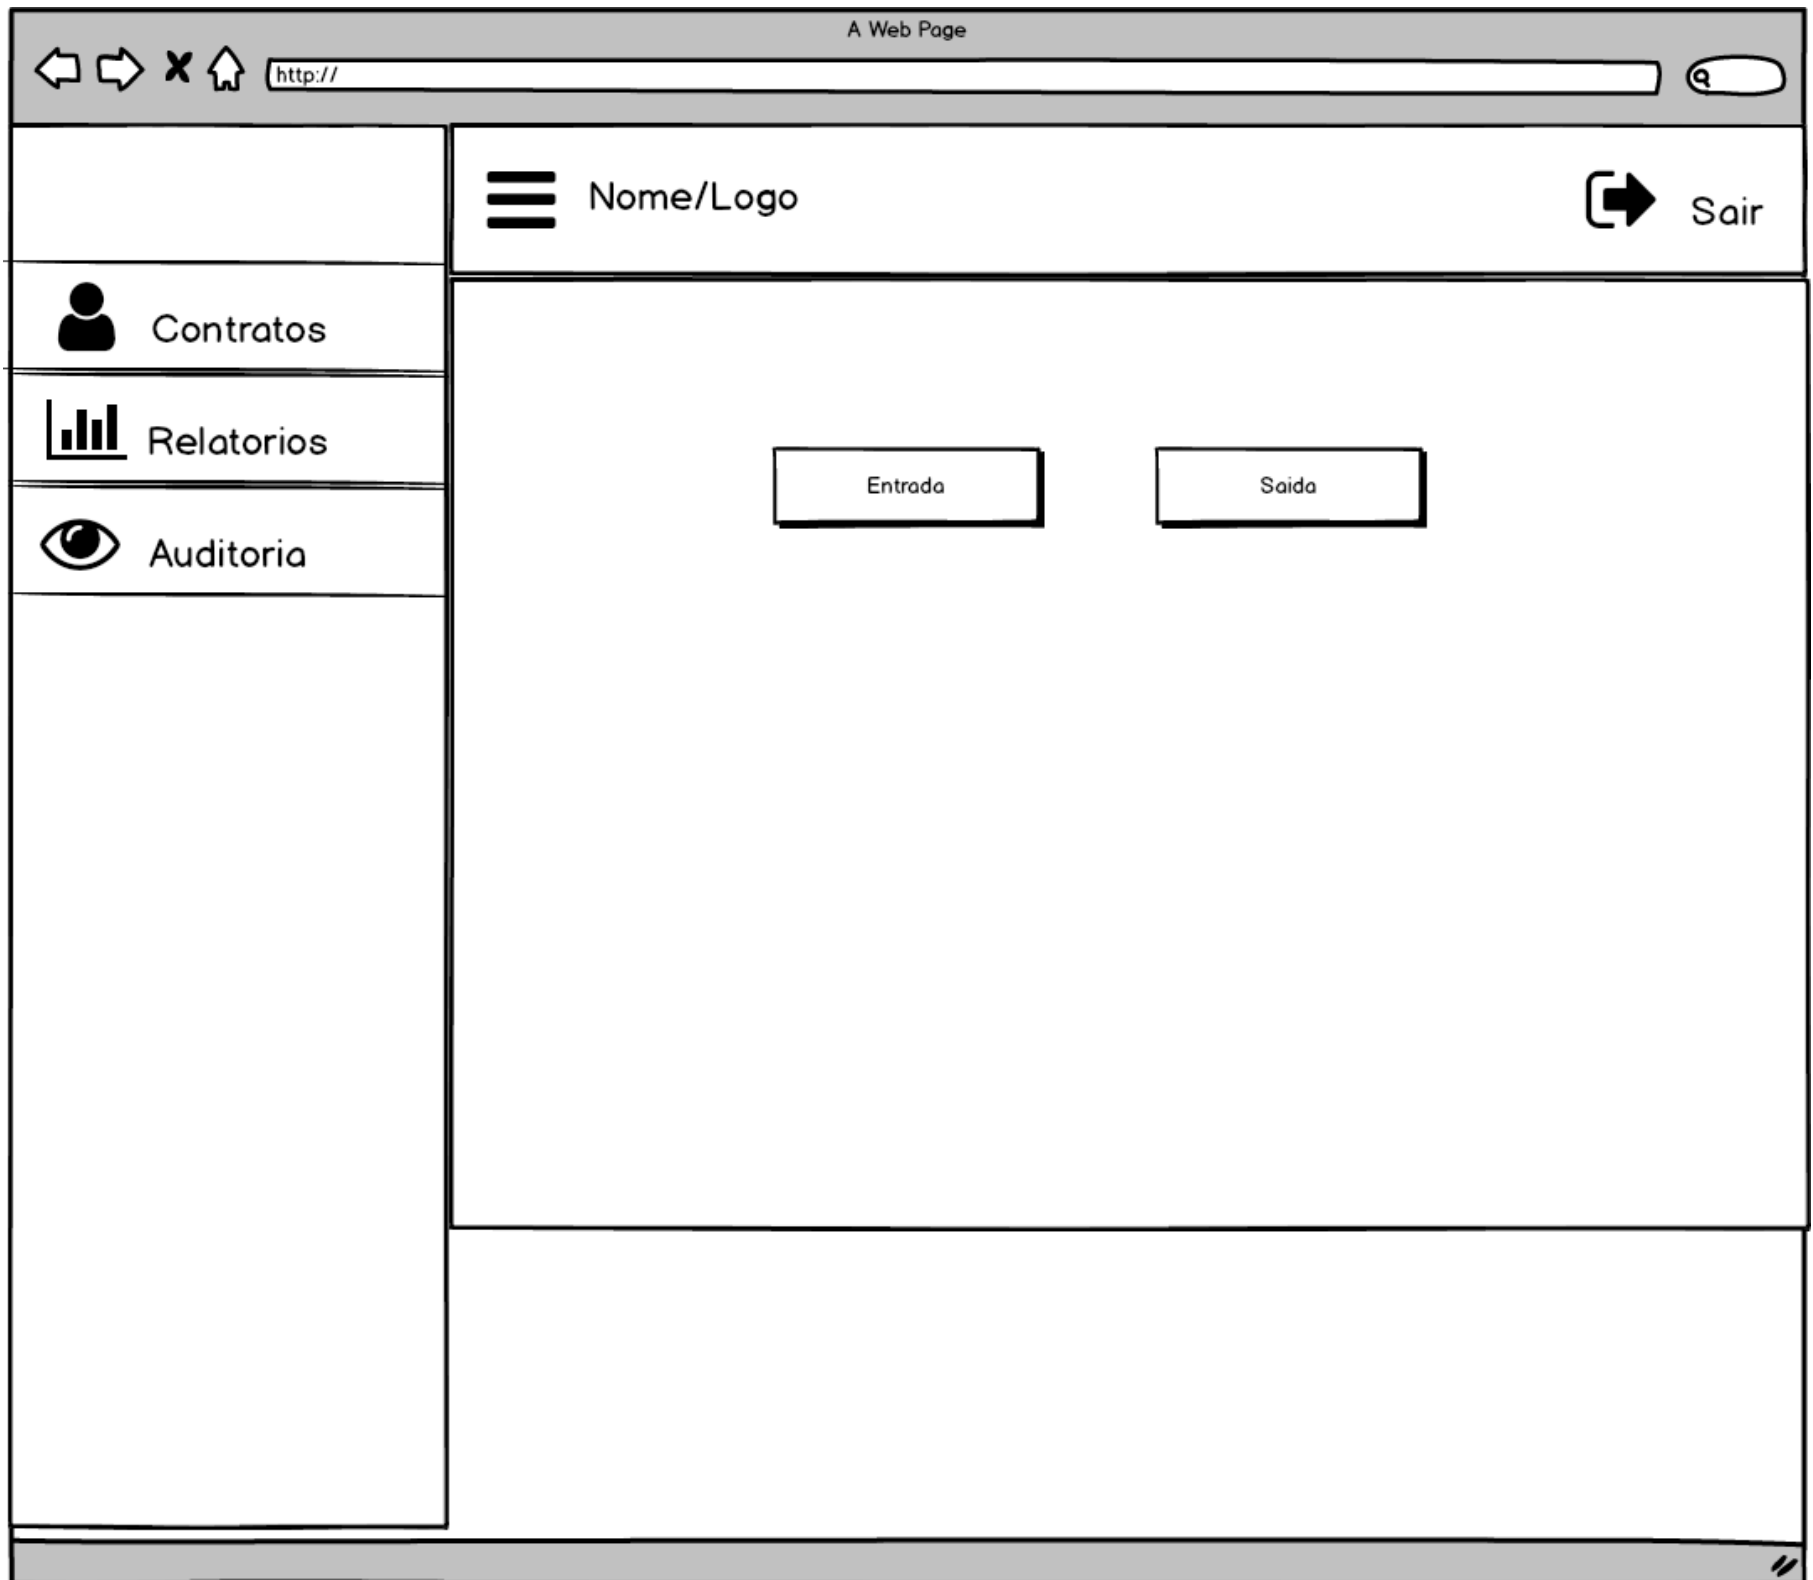 A Web Page
http://
Nome/Logo
Sair
Contratos
Relatorios
Auditoria
Entrada
Saida